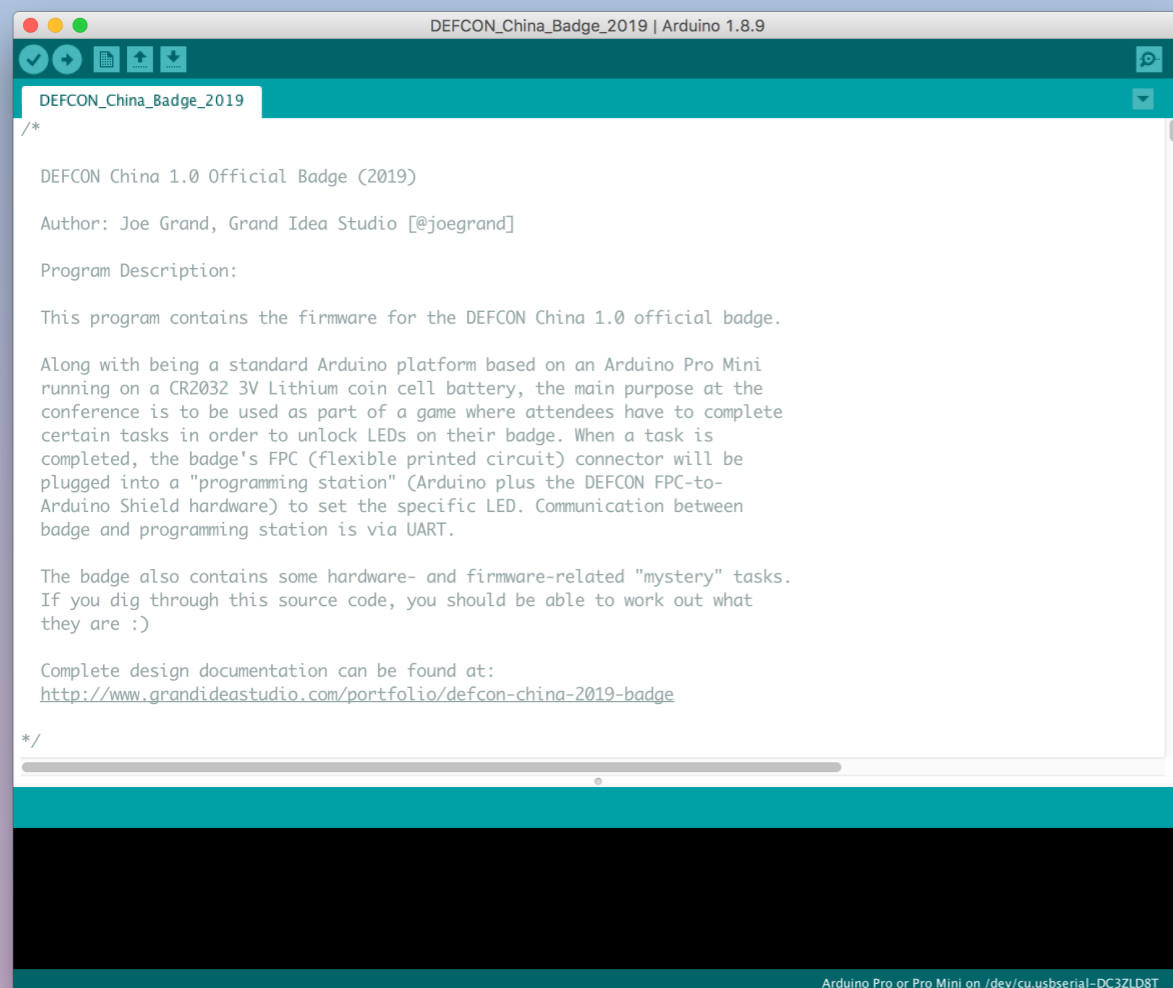 DEFCON_China_Badge_2019 | Arduino 1.8.9
DEFCON_China_Badge_2019
/*
DEFCON China 1.0 Official Badge (2019)
Author: Joe Grand, Grand Idea Studio [@joegrand]
Program Description:
This program contains the firmware for the DEFCON China 1.0 official badge.
Along with being a standard Arduino platform based on an Arduino Pro Mini
running on a CR2032 3V Lithium coin cell battery, the main purpose at the
conference is to be used as part of a game where attendees have to complete
certain tasks in order to unlock LEDs on their badge. When a task is
completed, the badge's FPC (flexible printed circuit) connector will be
plugged into a "programming station" (Arduino plus the DEFCON FPC-to-
Arduino Shield hardware) to set the specific LED. Communication between
badge and programming station is via UART.
The badge also contains some hardware- and firmware-related "mystery" tasks.
If you dig through this source code, you should be able to work out what
they are :)
Complete design documentation can be found at:
http://www.grandideastudio.com/portfolio/defcon-china-2019-badge
*/
Arduino Pro or Pro Mini on /dev/cu.usbserial-DC3ZLD8T